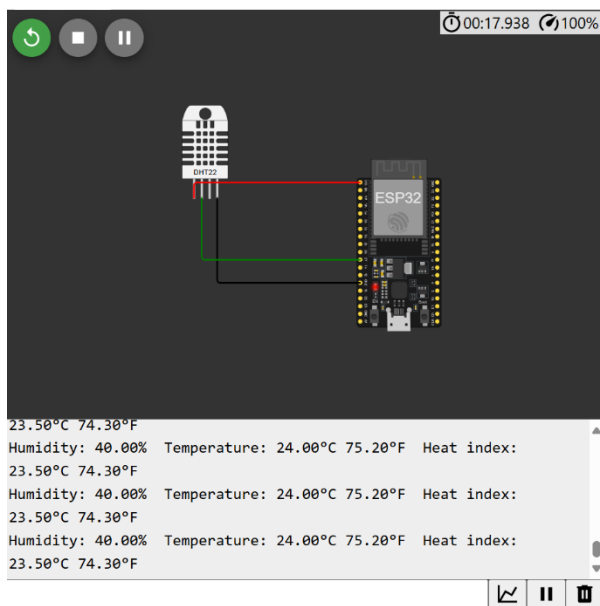 00:17.938 100%
DHT22
ESP32
23.50°C 74.30°F
Humidity: 40.00%  Temperature: 24.00°C 75.20°F  Heat index:
23.50°C 74.30°F
Humidity: 40.00%  Temperature: 24.00°C 75.20°F  Heat index:
23.50°C 74.30°F
Humidity: 40.00%  Temperature: 24.00°C 75.20°F  Heat index:
23.50°C 74.30°F